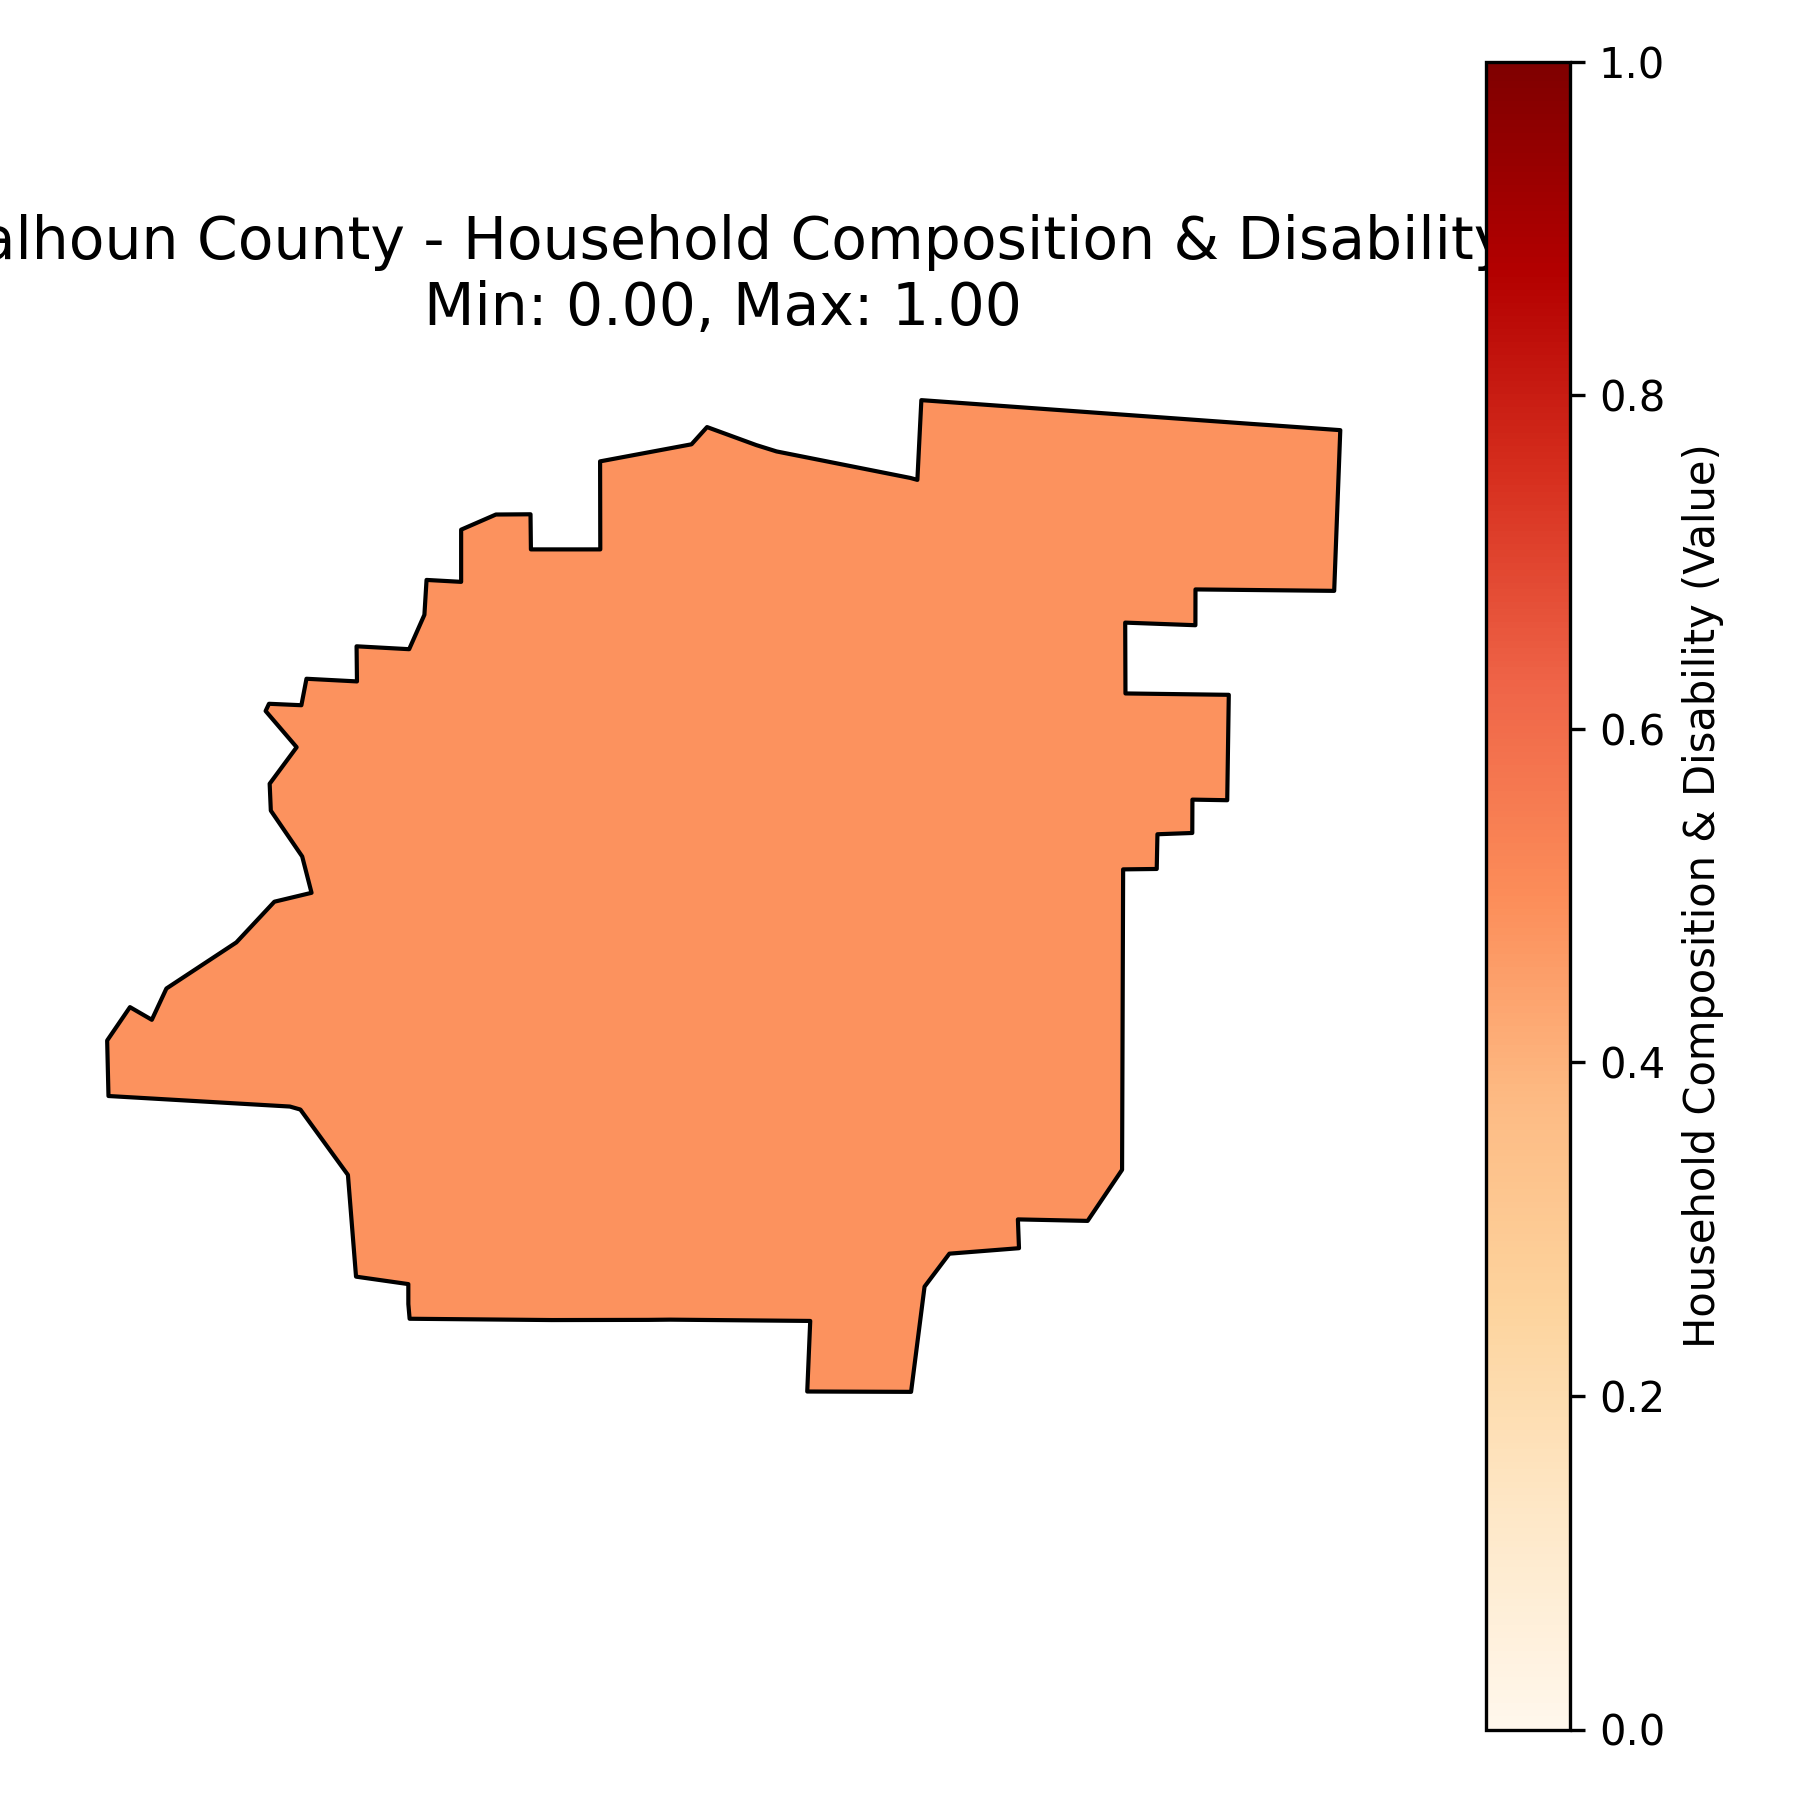 alhoun County - Household Composition & Disability
Min: 0.00, Max: 1.00
1.0
0.8
0.6
0.4
0.2
0.0
Household Composition & Disability (Value)